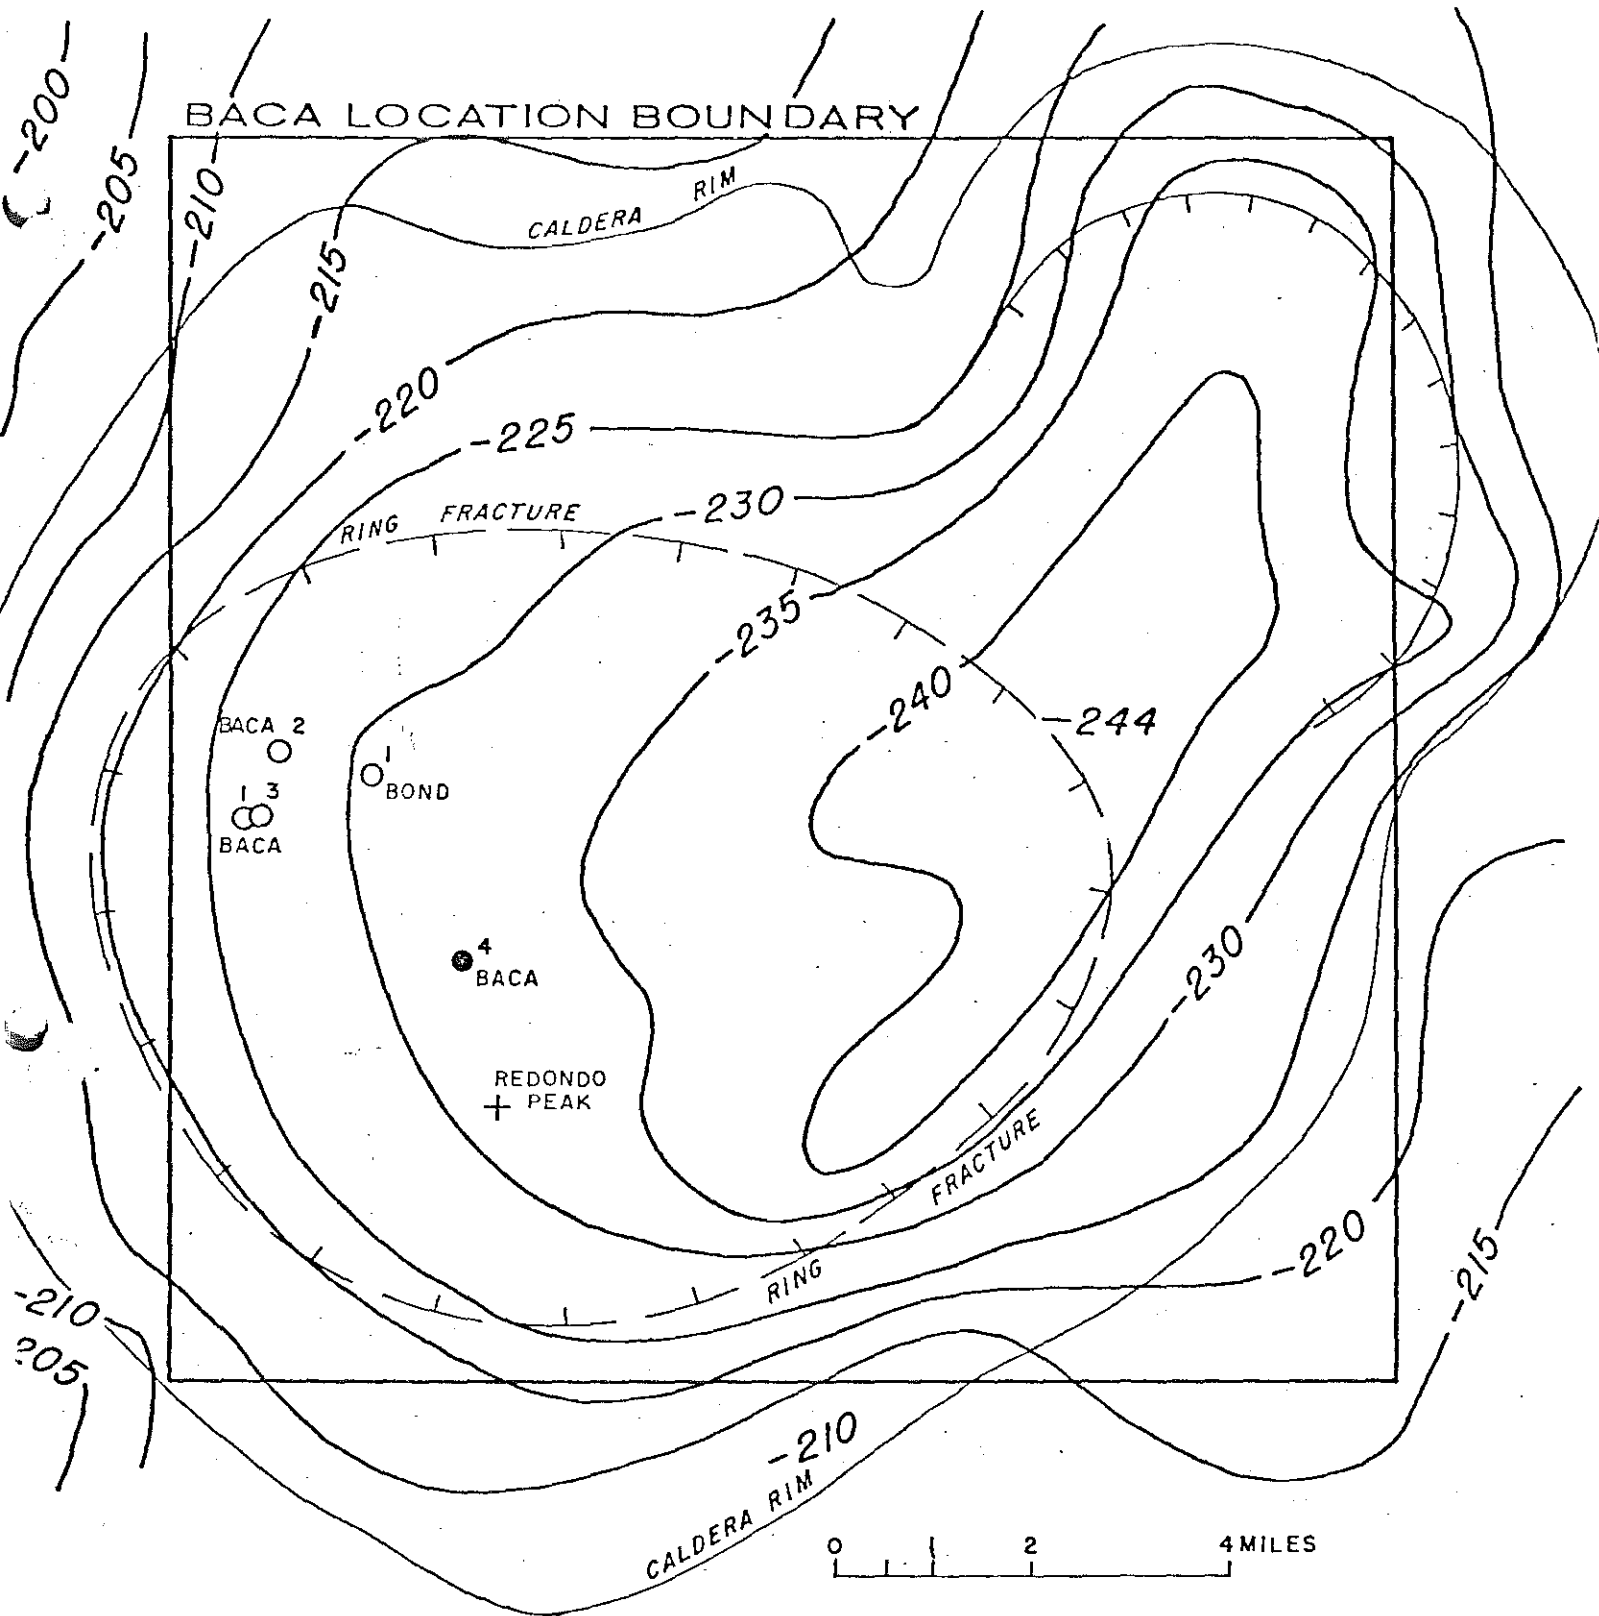 -200
-205
-210
BACA LOCATION BOUNDARY
-215
CALDERA RIM
-220
-225
-230
RING FRACTURE
-235
-240
-244
BACA 2
1 3
BACA
1
BOND
4
BACA
REDONDO
PEAK
-230
RING FRACTURE
-220
-215
-210
205
-210
CALDERA RIM
0 1 2 4 MILES